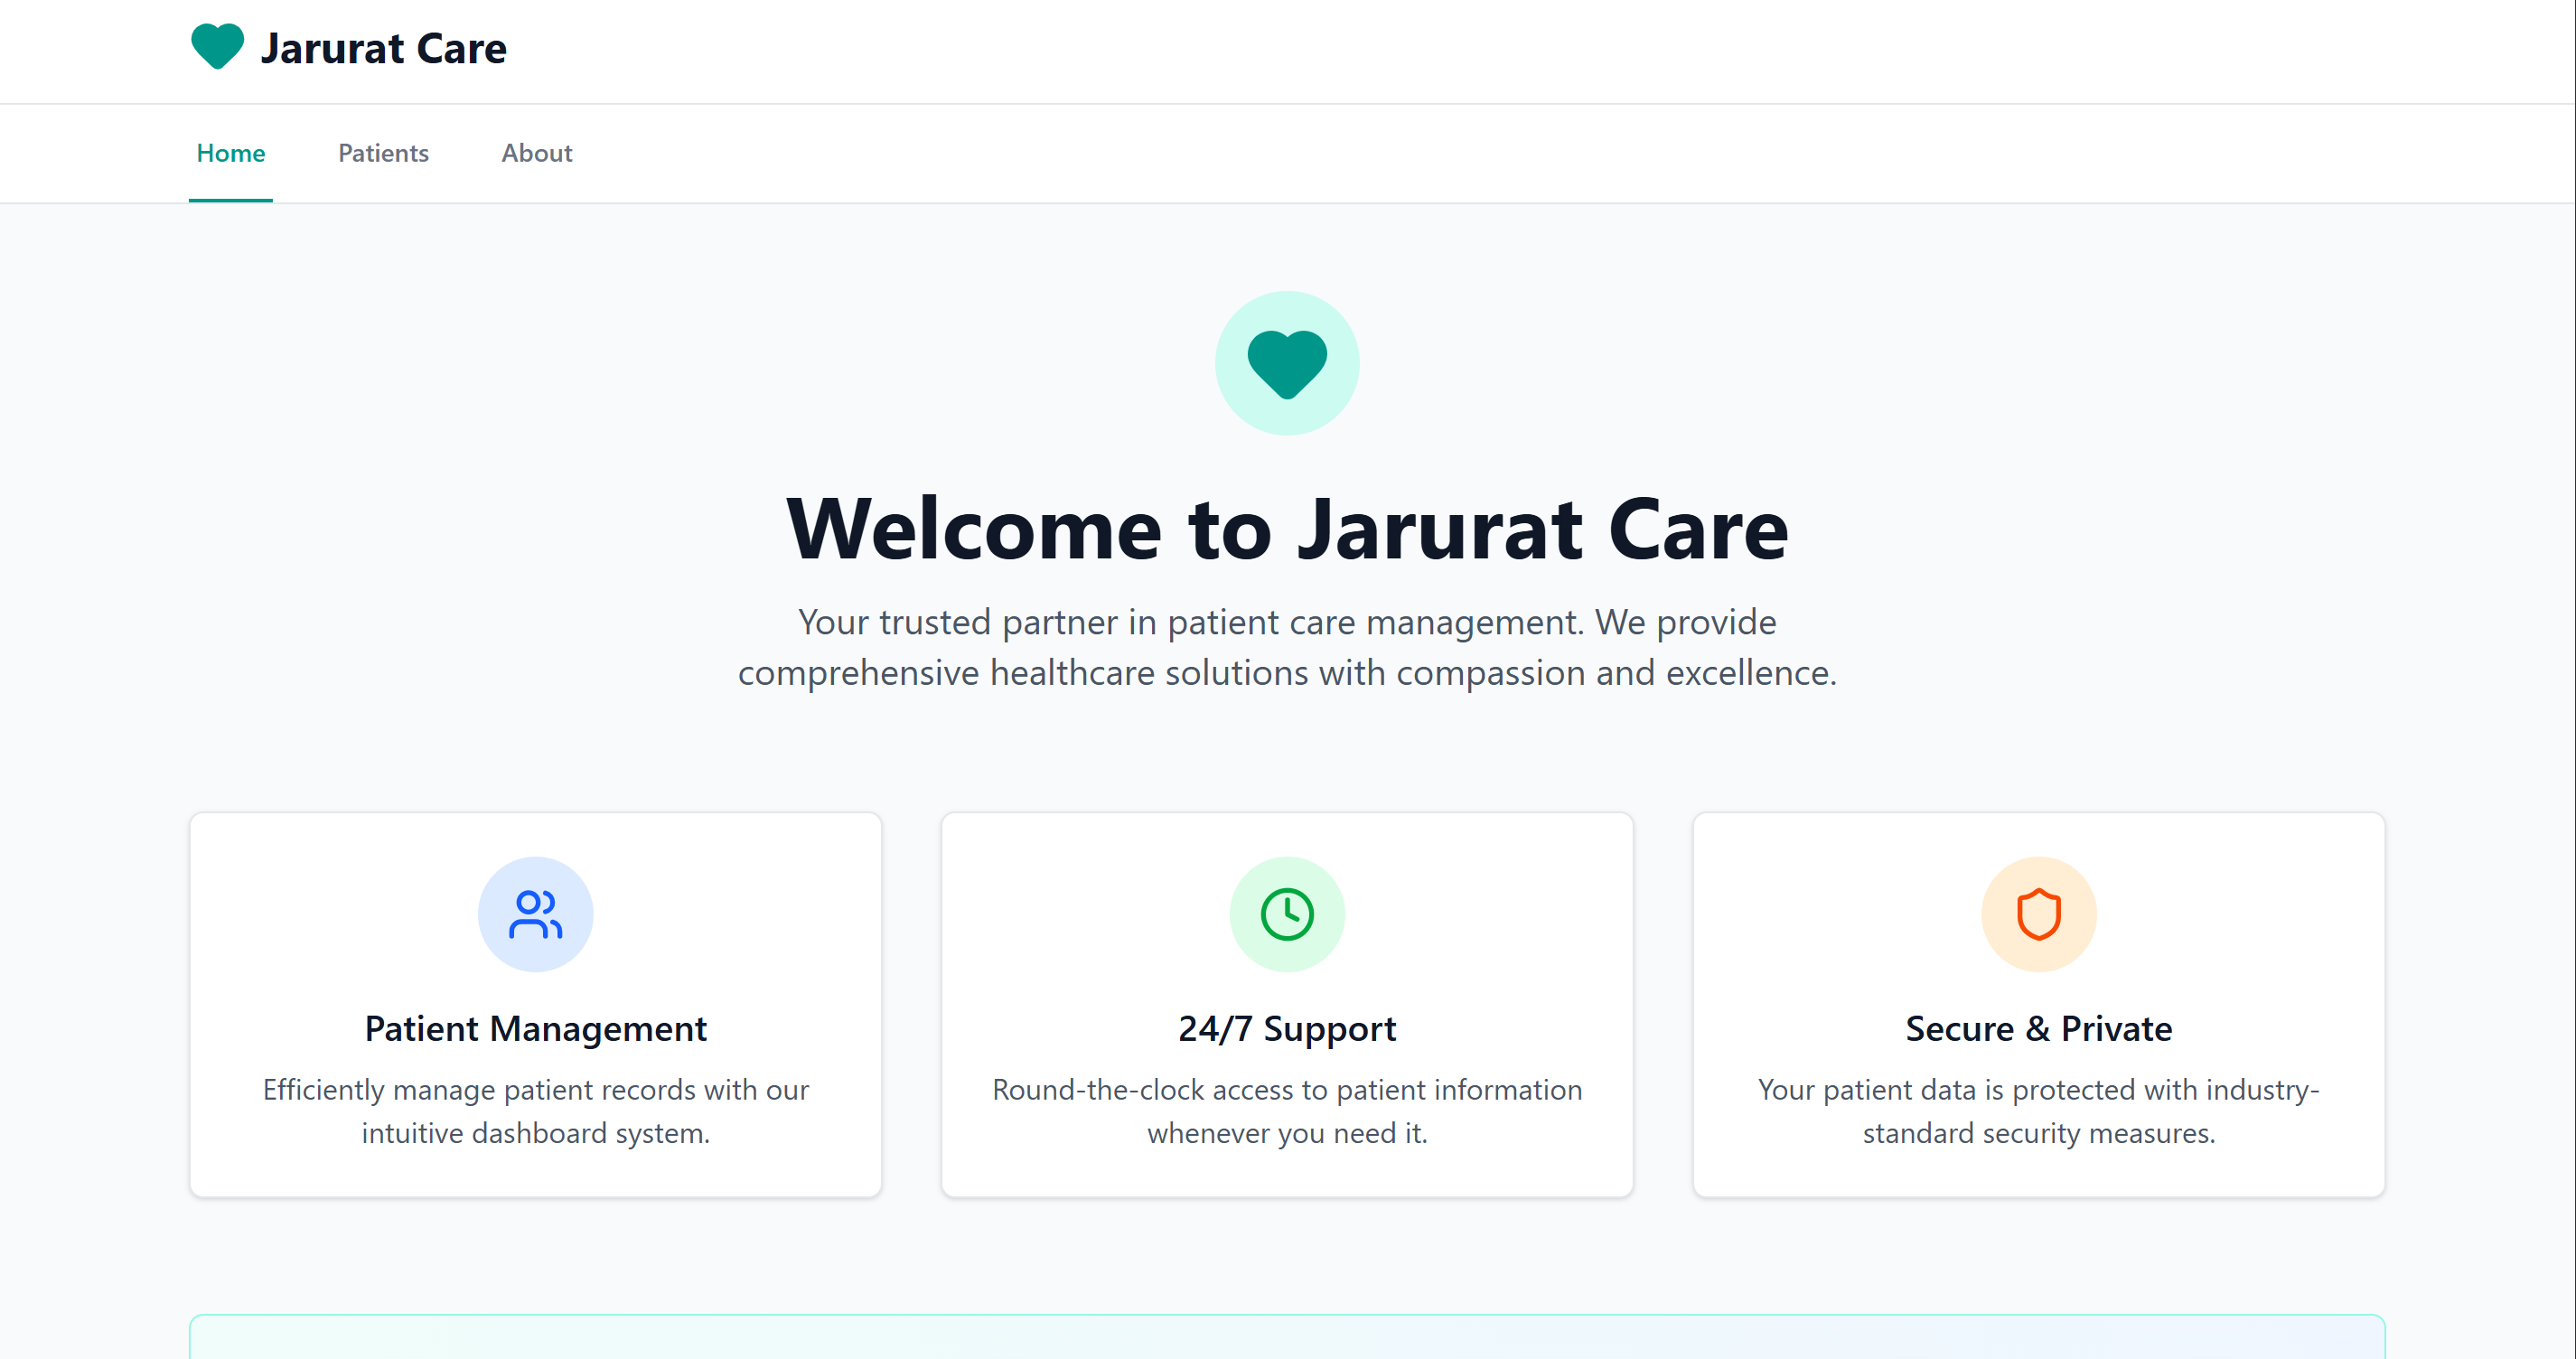 Jarurat Care
Home
Patients
About
Welcome to Jarurat Care
Your trusted partner in patient care management. We provide
comprehensive healthcare solutions with compassion and excellence.
Patient Management
Efficiently manage patient records with our
intuitive dashboard system.
24/7 Support
Round-the-clock access to patient information
whenever you need it.
Secure & Private
Your patient data is protected with industry-
standard security measures.